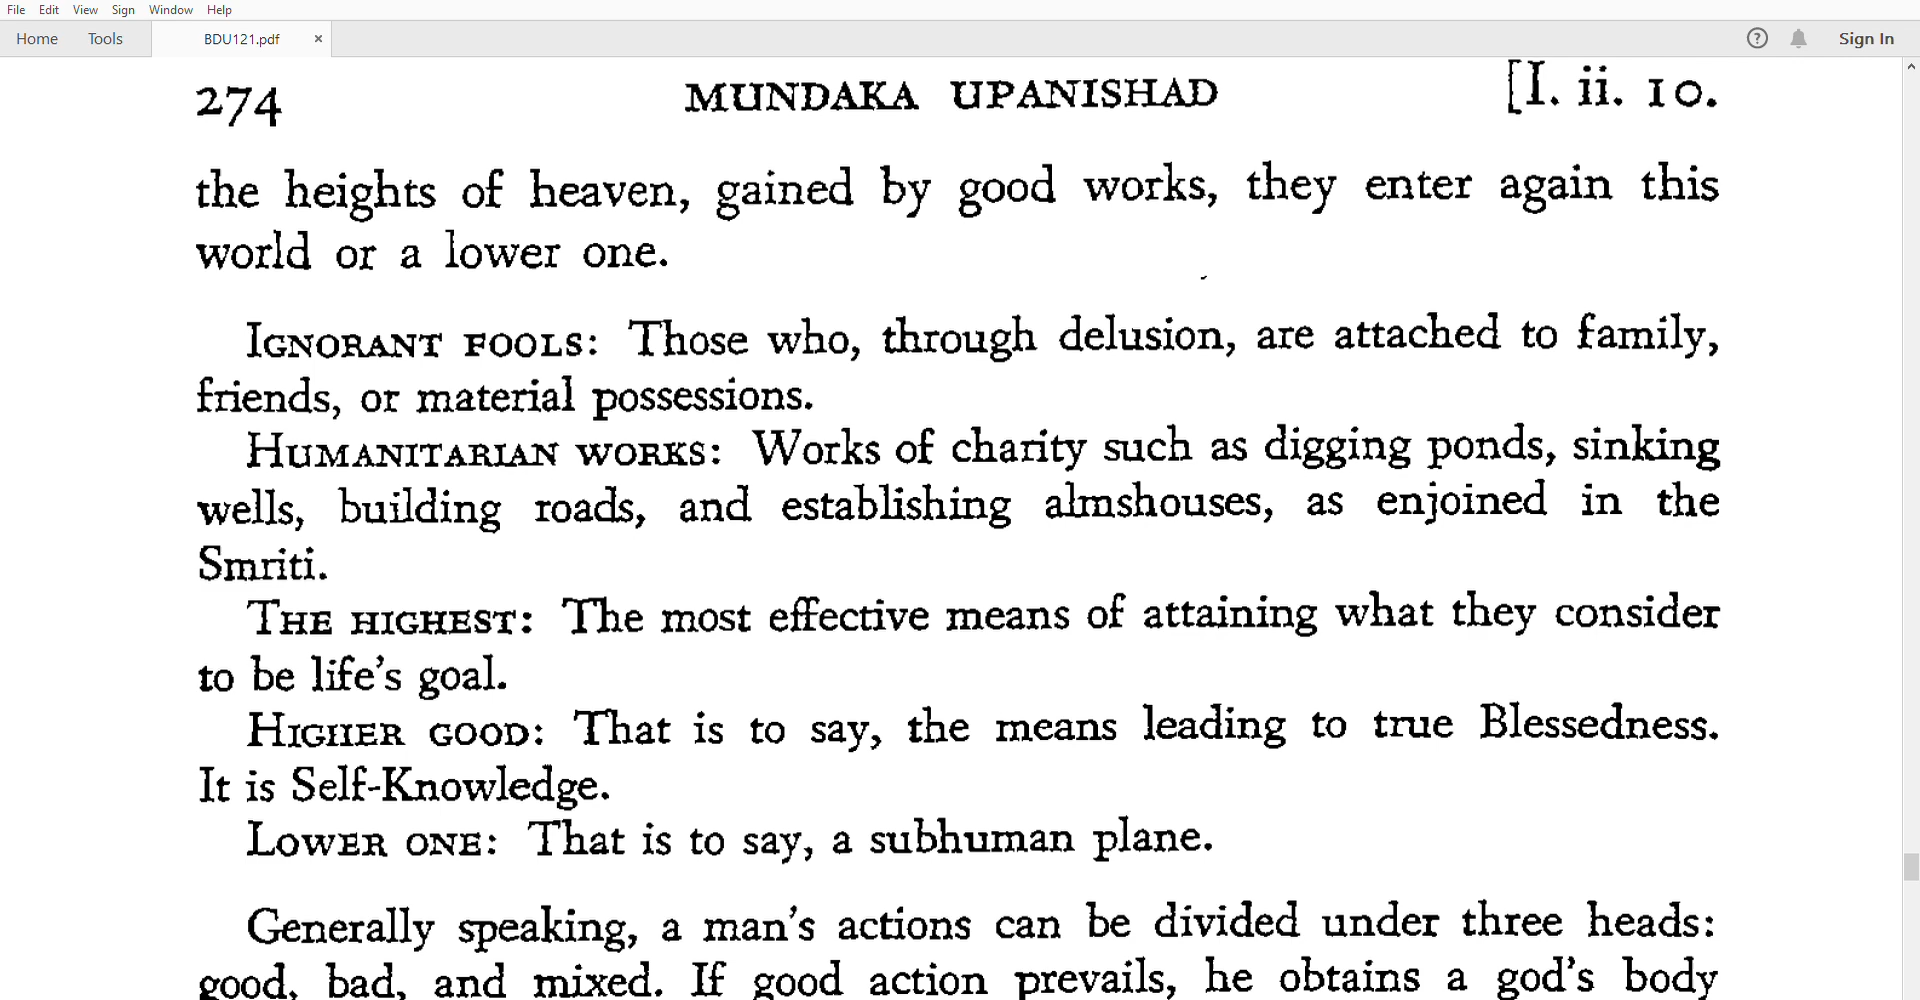 File Edit View Sign Window Help
Home Tools BDU121.pdf × ? Sign In
274 MUNDAKA UPANISHAD [I. ii. 10.
the heights of heaven, gained by good works, they enter again this
world or a lower one.
IGNORANT FOOLS: Those who, through delusion, are attached to family,
friends, or material possessions.
HUMANITARIAN WORKS: Works of charity such as digging ponds, sinking
wells, building roads, and establishing almshouses, as enjoined in the
Smriti.
THE HIGHEST: The most effective means of attaining what they consider
to be life's goal.
HIGHER GOOD: That is to say, the means leading to true Blessedness.
It is Self-Knowledge.
LOWER ONE: That is to say, a subhuman plane.
Generally speaking, a man's actions can be divided under three heads:
good, bad, and mixed. If good action prevails, he obtains a god's body